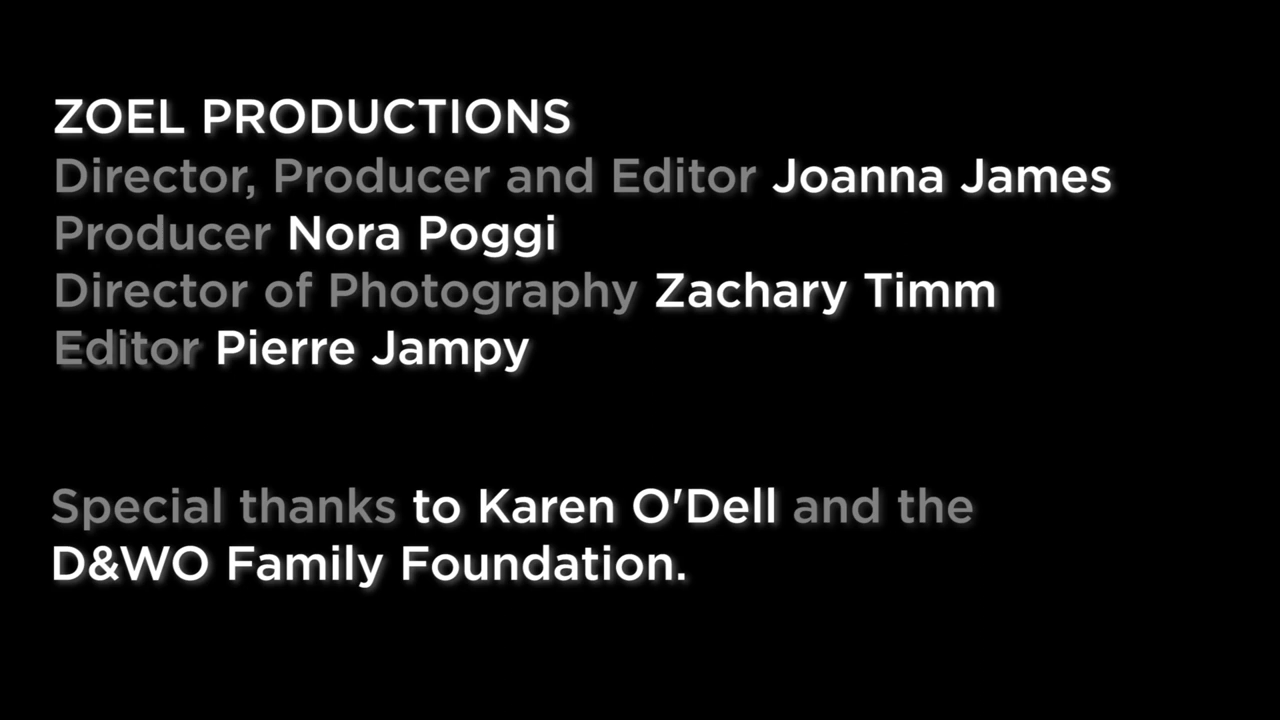 ZOEL PRODUCTIONS
Director, Producer and Editor Joanna James
Producer Nora Poggi
Director of Photography Zachary Timm
Editor Pierre Jampy
Special thanks to Karen O'Dell and the
D&WO Family Foundation.